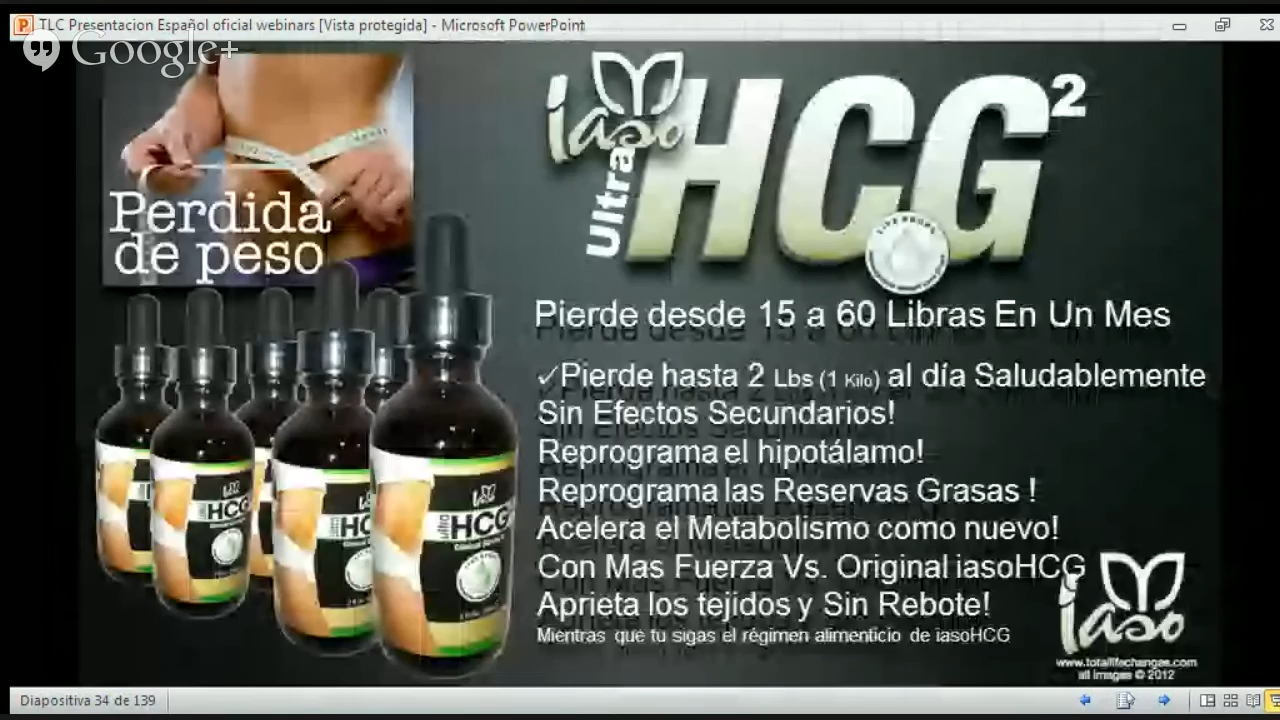 TLC Presentacion Español oficial webinars [Vista protegida] - Microsoft PowerPoint
Google+
Perdida
de peso
iaso
Ultra HCG²
Pierde desde 15 a 60 Libras En Un Mes
✓Pierde hasta 2 Lbs (1 Kilo) al día Saludablemente
Sin Efectos Secundarios!
Reprograma el hipotálamo!
Reprograma las Reservas Grasas !
Acelera el Metabolismo como nuevo!
Con Mas Fuerza Vs. Original iasoHCG
Aprieta los tejidos y Sin Rebote!
Mientras que tu sigas el régimen alimenticio de iasoHCG
iaso
www.totallifechanges.com
all images © 2012
HCG
HC
ultra HCG
Diapositiva 34 de 139